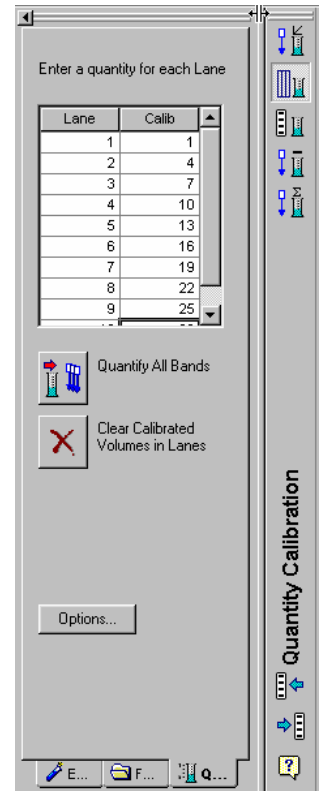 Enter a quantity for each Lane
Lane Calib
1 1
2 4
3 7
4 10
5 13
6 16
7 19
8 22
9 25
Quantify All Bands
Clear Calibrated
Volumes in Lanes
Options...
E... F... Q...
Σ
Quantity Calibration
?